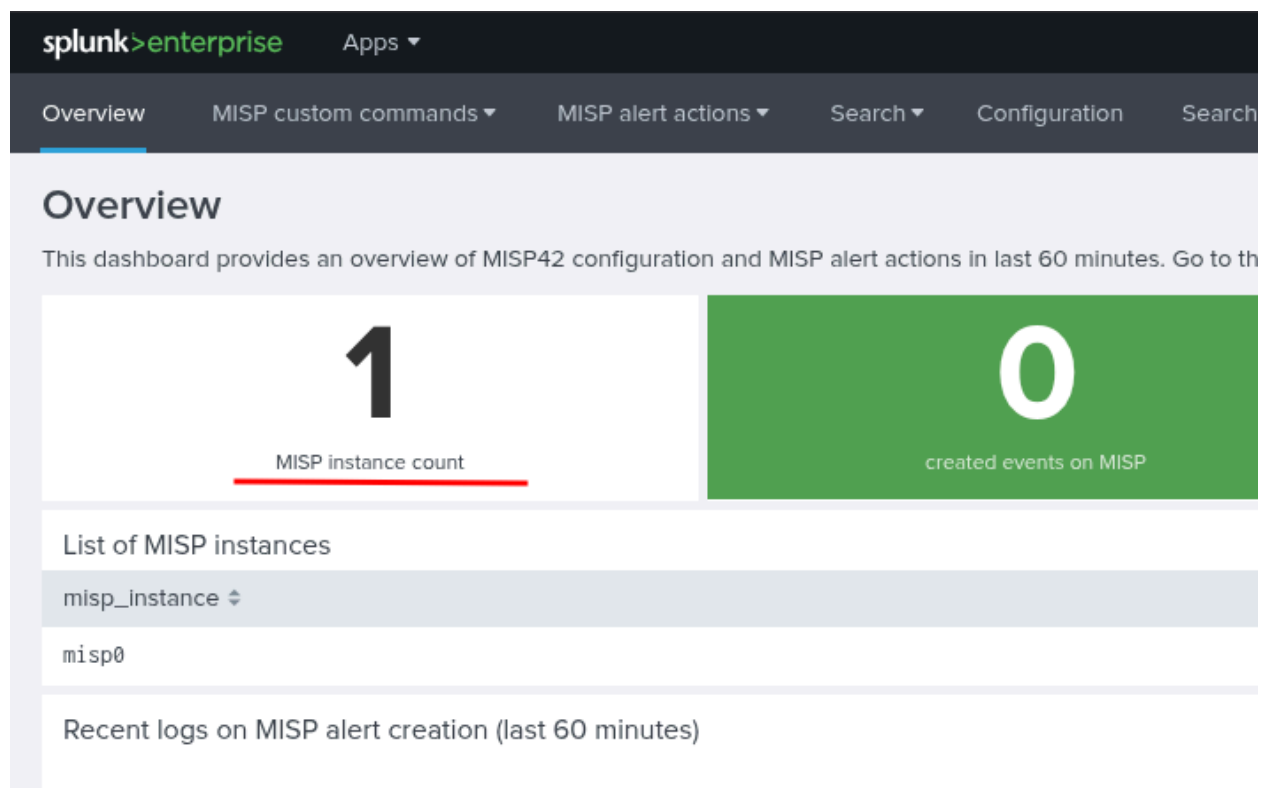 splunk>enterprise Apps
Overview MISP custom commands MISP alert actions Search Configuration Search
Overview
This dashboard provides an overview of MISP42 configuration and MISP alert actions in last 60 minutes. Go to th
1
MISP instance count
0
created events on MISP
List of MISP instances
misp_instance
misp0
Recent logs on MISP alert creation (last 60 minutes)